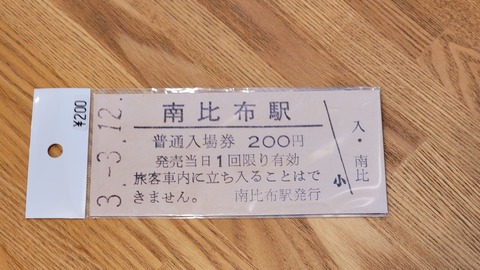 ¥200
3.-3.12.
南比布駅
普通入場券 200円
発売当日1回限り有効
旅客車内に立ち入ることはで
きません。 南比布駅発行
小
入・南比